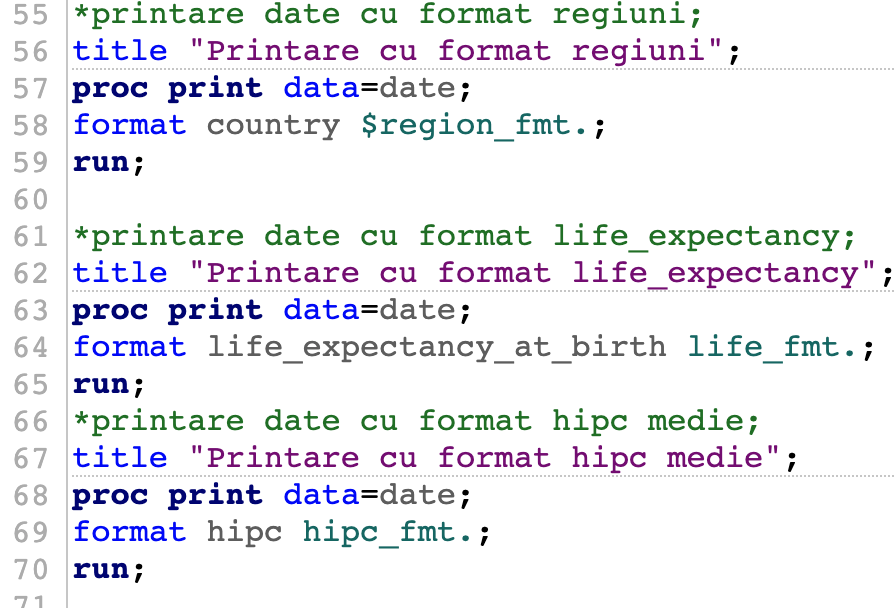 55 *printare date cu format regiuni;
56 title "Printare cu format regiuni";
57 proc print data=date;
58 format country $region_fmt.;
59 run;
60
61 *printare date cu format life_expectancy;
62 title "Printare cu format life_expectancy";
63 proc print data=date;
64 format life_expectancy_at_birth life_fmt.;
65 run;
66 *printare date cu format hipc medie;
67 title "Printare cu format hipc medie";
68 proc print data=date;
69 format hipc hipc_fmt.;
70 run;
71